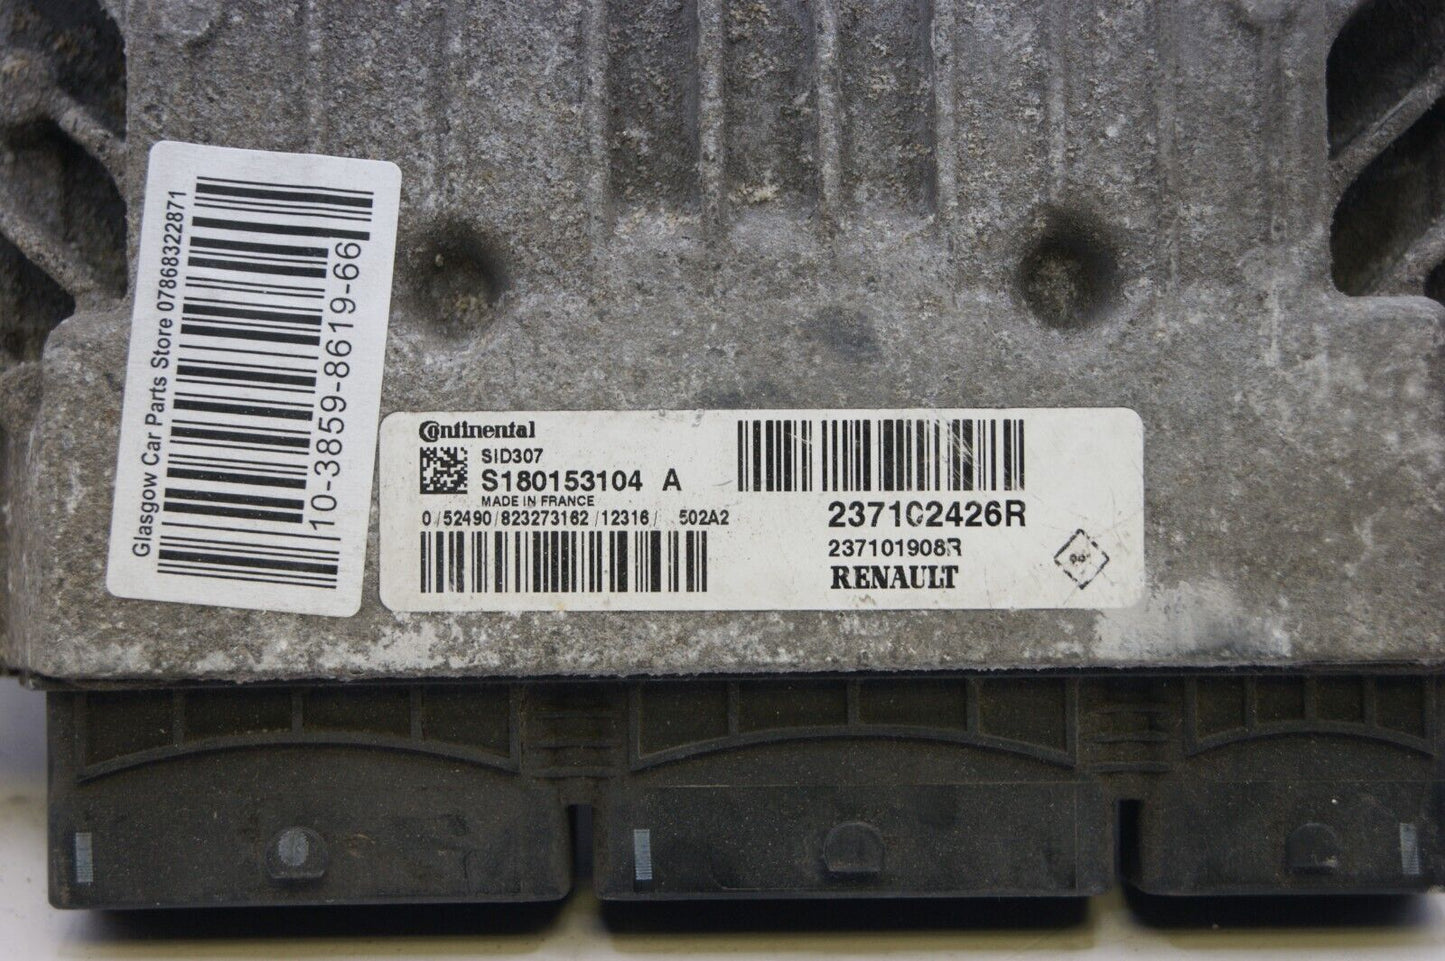 Glasgow Car Parts Store 07868322871
10-3859-8619-66
Continental
SID307
S180153104 A
MADE IN FRANCE
0/52490/823273162/12316/ 502A2
237102426R
237101908R
RENAULT